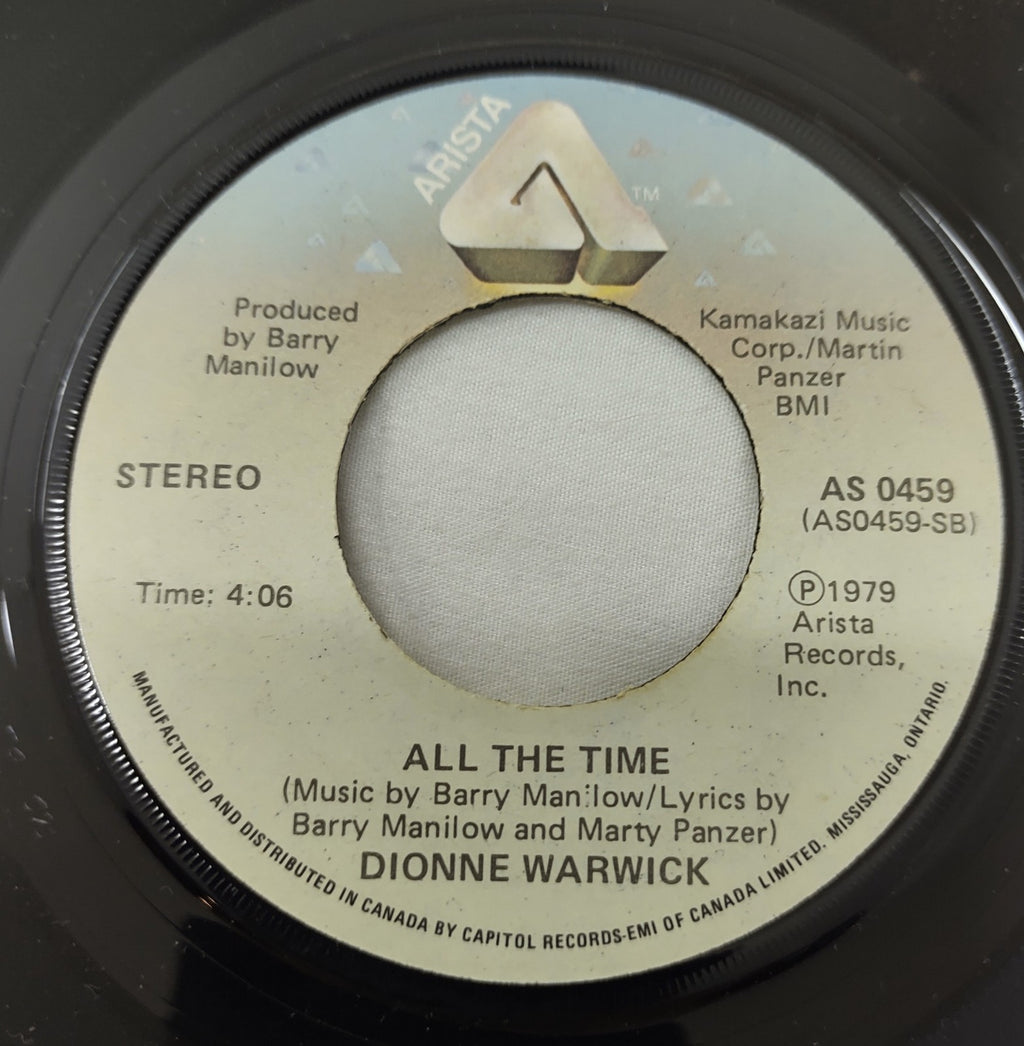 ARISTA
TM
Produced
by Barry
Manilow
Kamakazi Music
Corp./Martin
Panzer
BMI
STEREO
AS 0459
(AS0459-SB)
Time: 4:06
Ⓟ1979
Arista
Records,
Inc.
ALL THE TIME
(Music by Barry Manilow/Lyrics by
Barry Manilow and Marty Panzer)
DIONNE WARWICK
MANUFACTURED AND DISTRIBUTED IN CANADA BY CAPITOL RECORDS-EMI OF CANADA LIMITED. MISSISSAUGA, ONTARIO.